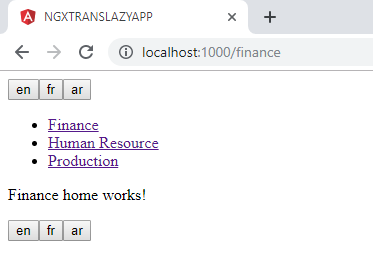 NGXTRANSLAZYAPP
localhost:1000/finance
en fr ar
Finance
Human Resource
Production
Finance home works!
en fr ar